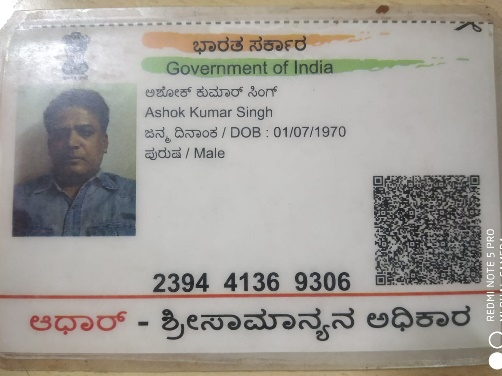 ಭಾರತ ಸರ್ಕಾರ
Government of India
ಆಶೋಕ್ ಕುಮಾರ್ ಸಿಂಗ್
Ashok Kumar Singh
ಜನ್ಮ ದಿನಾಂಕ / DOB : 01/07/1970
ಪುರುಷ / Male
2394 4136 9306
ಆಧಾರ್ - ಶ್ರೀಸಾಮಾನ್ಯನ ಅಧಿಕಾರ
REDMI NOTE 5 PRO